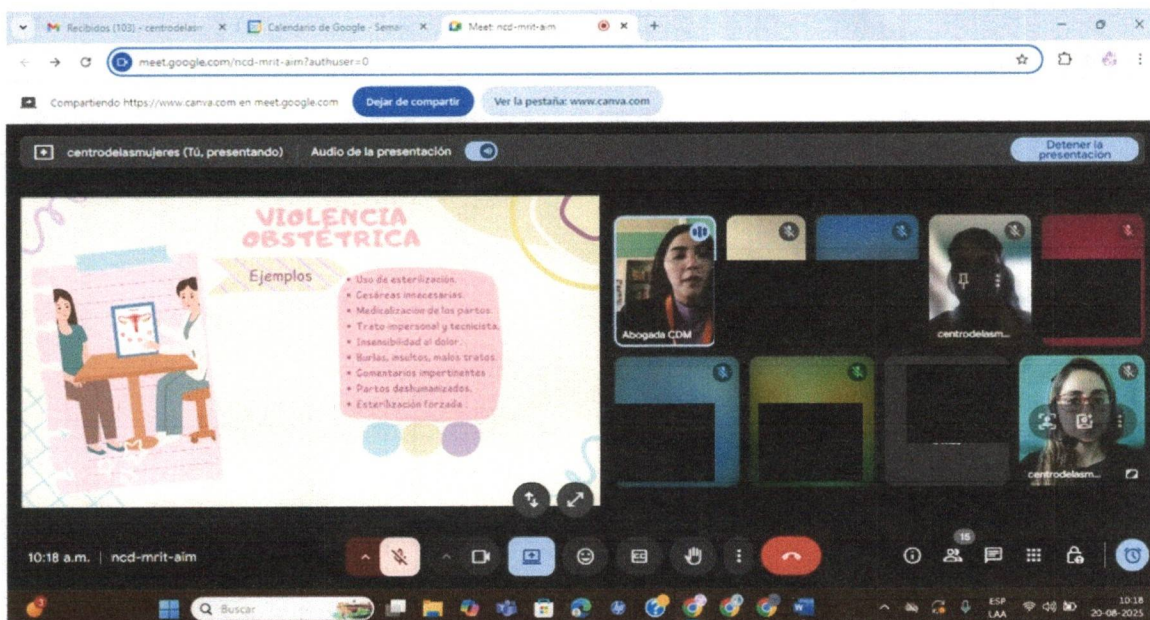 Recibidos (103) - centrodelas
Calendario de Google - Sema
Meet: ncd-mrit-aim
meet.google.com/ncd-mrit-aim?authuser=0
Compartiendo https://www.canva.com en meet.google.com
Dejar de compartir
Ver la pestaña: www.canva.com
centrodelasmujeres (Tú, presentando)
Audio de la presentación
Detener la
presentación
VIOLENCIA
OBSTÉTRICA
Ejemplos
• Uso de esterilización.
• Cesáreas innecesarias.
• Medicalización de los partos.
• Trato impersonal y tecnicista.
• Insensibilidad al dolor.
• Burlas, insultos, malos tratos.
• Comentarios impertinentes.
• Partos deshumanizados.
• Esterilización forzada.
Abogada CDM
centrodelasm...
centrodelasm...
10:18 a.m. | ncd-mrit-aim
15
Buscar
ESP
LAA
10:18
20-08-2025